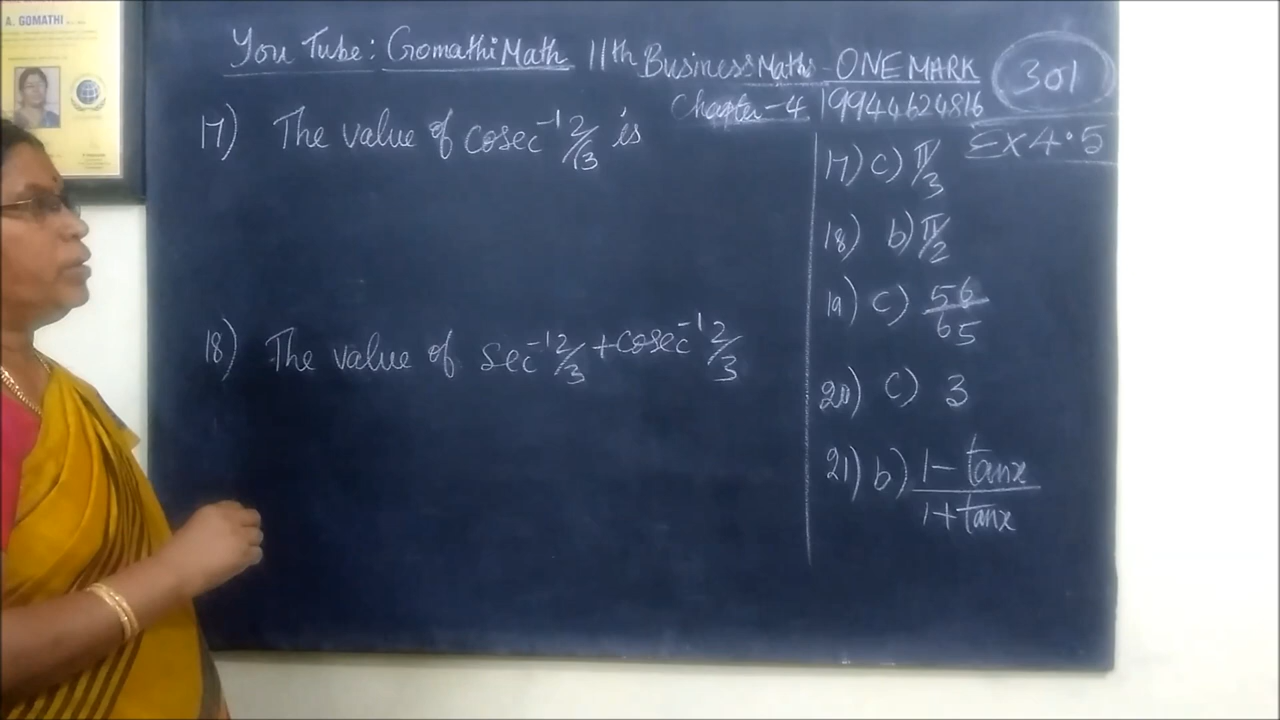 A. GOMATHI
You Tube: GomathiMath 11th Business Maths - ONE MARK
301
Chapter - 4 19944624816
EX 4.5
17) The value of cosec⁻¹ 2/√3 is
18) The value of sec⁻¹ 2/3 + cosec⁻¹ 2/3
17) c) π/3
18) b) π/2
19) c) 56/65
20) c) 3
21) b) 1 - tanx / 1 + tanx